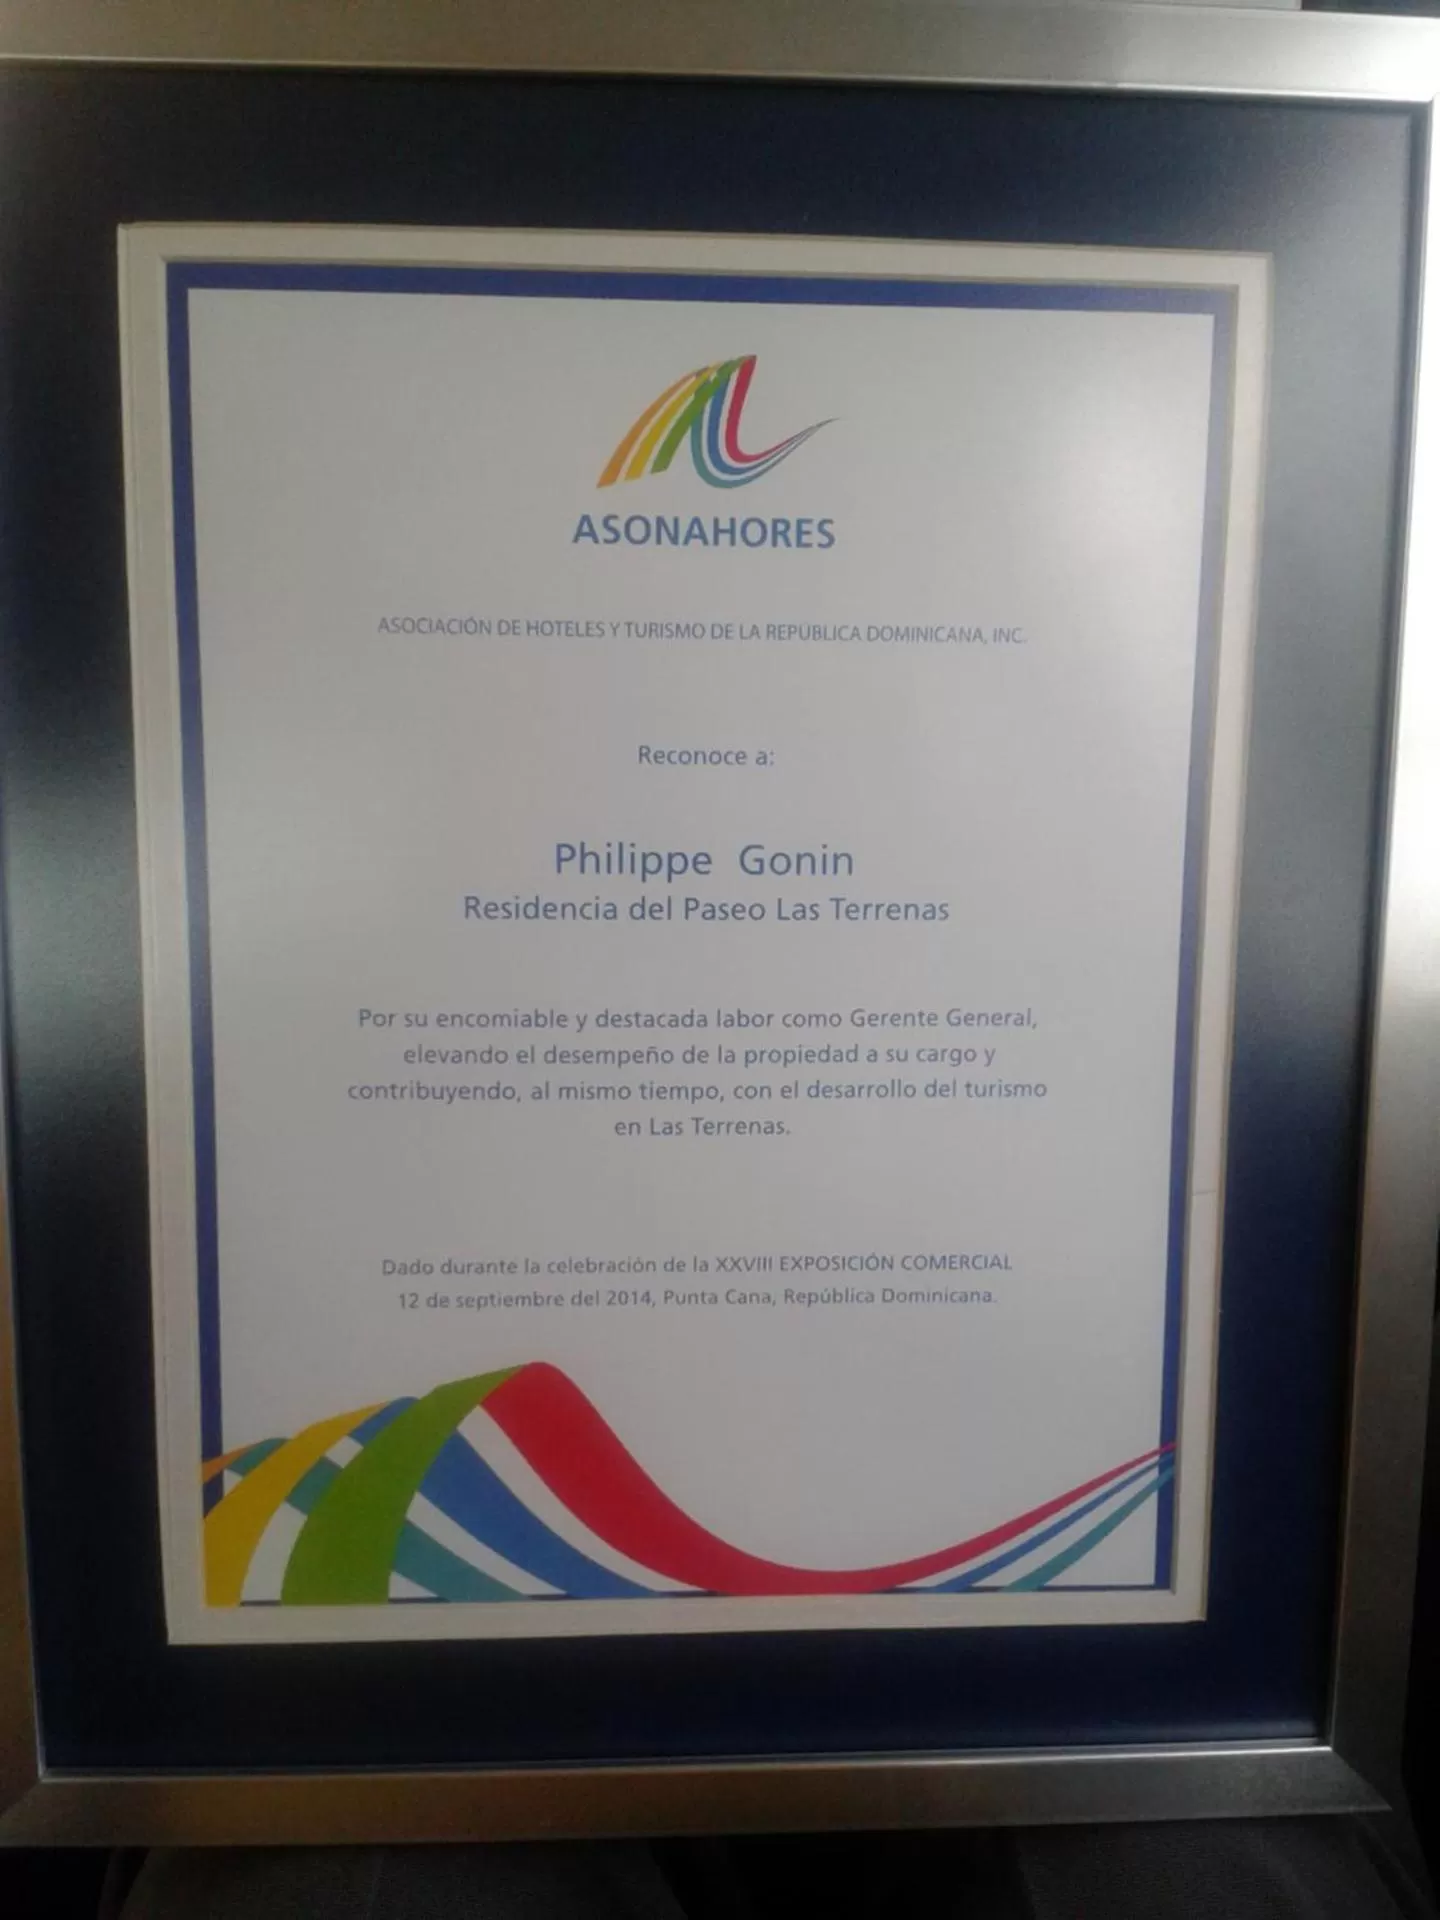 ASONAHORES
ASOCIACIÓN DE HOTELES Y TURISMO DE LA REPÚBLICA DOMINICANA, INC.
Reconoce a:
Philippe Gonin
Residencia del Paseo Las Terrenas
Por su encomiable y destacada labor como Gerente General,
elevando el desempeño de la propiedad a su cargo y
contribuyendo, al mismo tiempo, con el desarrollo del turismo
en Las Terrenas.
Dado durante la celebración de la XXVIII EXPOSICIÓN COMERCIAL
12 de septiembre del 2014, Punta Cana, República Dominicana.